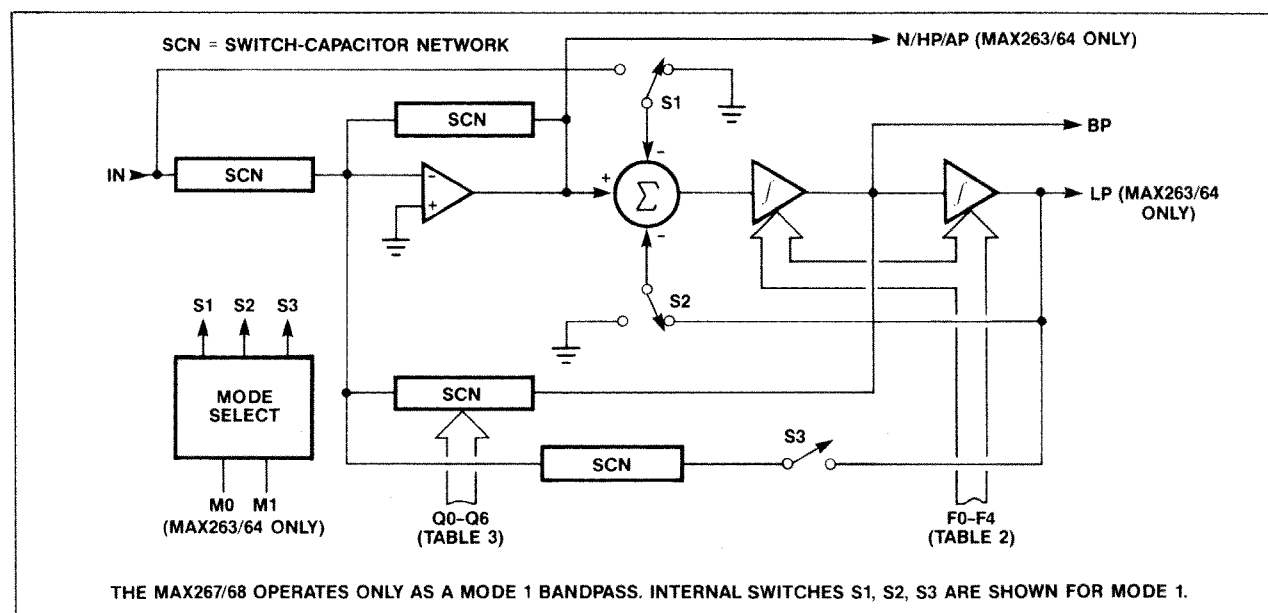 SCN = SWITCH-CAPACITOR NETWORK
N/HP/AP (MAX263/64 ONLY)
S1
SCN
BP
IN
SCN
-
+
-
+
Σ
-
∫
∫
LP (MAX263/64
ONLY)
S2
S1 S2 S3
MODE
SELECT
SCN
S3
SCN
M0 M1
(MAX263/64 ONLY)
Q0–Q6
(TABLE 3)
F0–F4
(TABLE 2)
THE MAX267/68 OPERATES ONLY AS A MODE 1 BANDPASS. INTERNAL SWITCHES S1, S2, S3 ARE SHOWN FOR MODE 1.